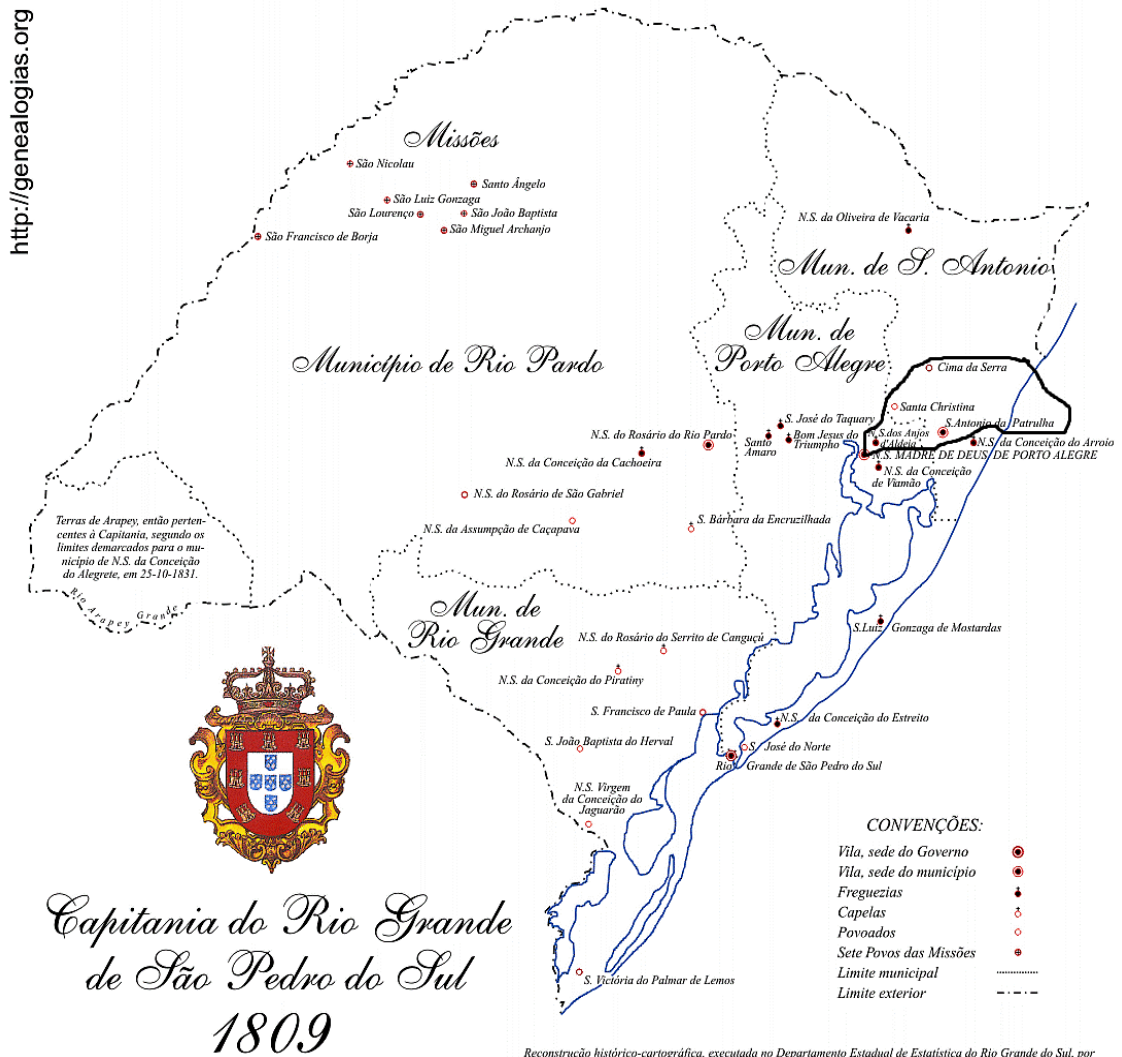 http://genealogias.org
Missões
São Nicolau
Santo Ângelo
São Luiz Gonzaga
São Lourenço
São João Baptista
São Miguel Archanjo
São Francisco de Borja
N.S. da Oliveira de Vacaria
Mun. de S. Antonio
Mun. de
Porto Alegre
Município de Rio Pardo
Cima da Serra
Santa Christina
S. José do Taquary
S.Antonio da Patrulha
N.S. do Rosário do Rio Pardo
Santo
Amaro
Bom Jesus do
Triumpho
N.S.dos Anjos
d'Aldeia
N.S. da Conceição do Arroio
N.S. MADRE DE DEUS DE PORTO ALEGRE
N.S. da Conceição da Cachoeira
N.S. da Conceição
de Viamão
N.S. do Rosário de São Gabriel
N.S. da Assumpção de Caçapava
S. Bárbara da Encruzilhada
Terras de Arapey, então perten-
centes à Capitania, segundo os
limites demarcados para o mu-
nicípio de N.S. da Conceição
do Alegrete, em 25-10-1831.
Rio Arapey Grande
Mun. de
Rio Grande
S.Luiz Gonzaga de Mostardas
N.S. do Rosário do Serrito de Canguçú
N.S. da Conceição do Piratiny
S. Francisco de Paula
N.S. da Conceição do Estreito
S. João Baptista do Herval
S. José do Norte
Rio Grande de São Pedro do Sul
N.S. Virgem
da Conceição do
Jaguarão
S. Victória do Palmar de Lemos
CONVENÇÕES:
Vila, sede do Governo
Vila, sede do município
Freguezias
Capelas
Povoados
Sete Povos das Missões
Limite municipal
Limite exterior
Capitania do Rio Grande
de São Pedro do Sul
1809
Reconstrução histórico-cartográfica, executada no Departamento Estadual de Estatística do Rio Grande do Sul, por